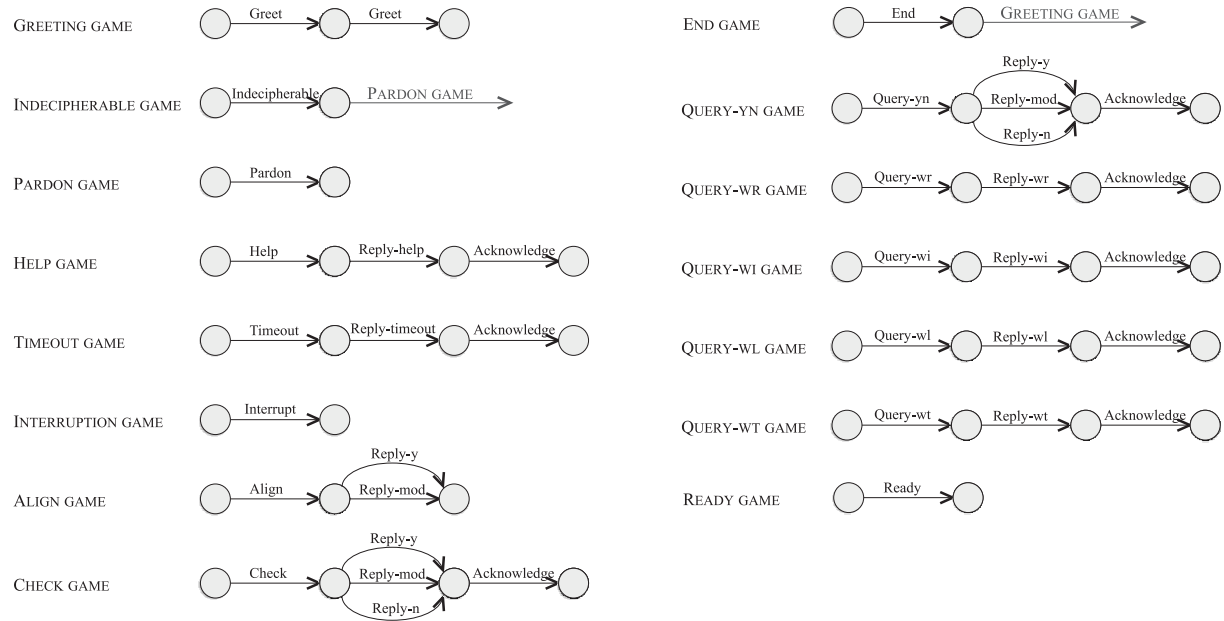 GREETING GAME
Greet Greet
INDECIPHERABLE GAME
Indecipherable PARDON GAME
PARDON GAME
Pardon
HELP GAME
Help Reply-help Acknowledge
TIMEOUT GAME
Timeout Reply-timeout Acknowledge
INTERRUPTION GAME
Interrupt
ALIGN GAME
Align Reply-y
Reply-mod
CHECK GAME
Check Reply-y
Reply-mod Acknowledge
Reply-n
END GAME
End GREETING GAME
QUERY-YN GAME
Query-yn Reply-y
Reply-mod Acknowledge
Reply-n
QUERY-WR GAME
Query-wr Reply-wr Acknowledge
QUERY-WI GAME
Query-wi Reply-wi Acknowledge
QUERY-WL GAME
Query-wl Reply-wl Acknowledge
QUERY-WT GAME
Query-wt Reply-wt Acknowledge
READY GAME
Ready